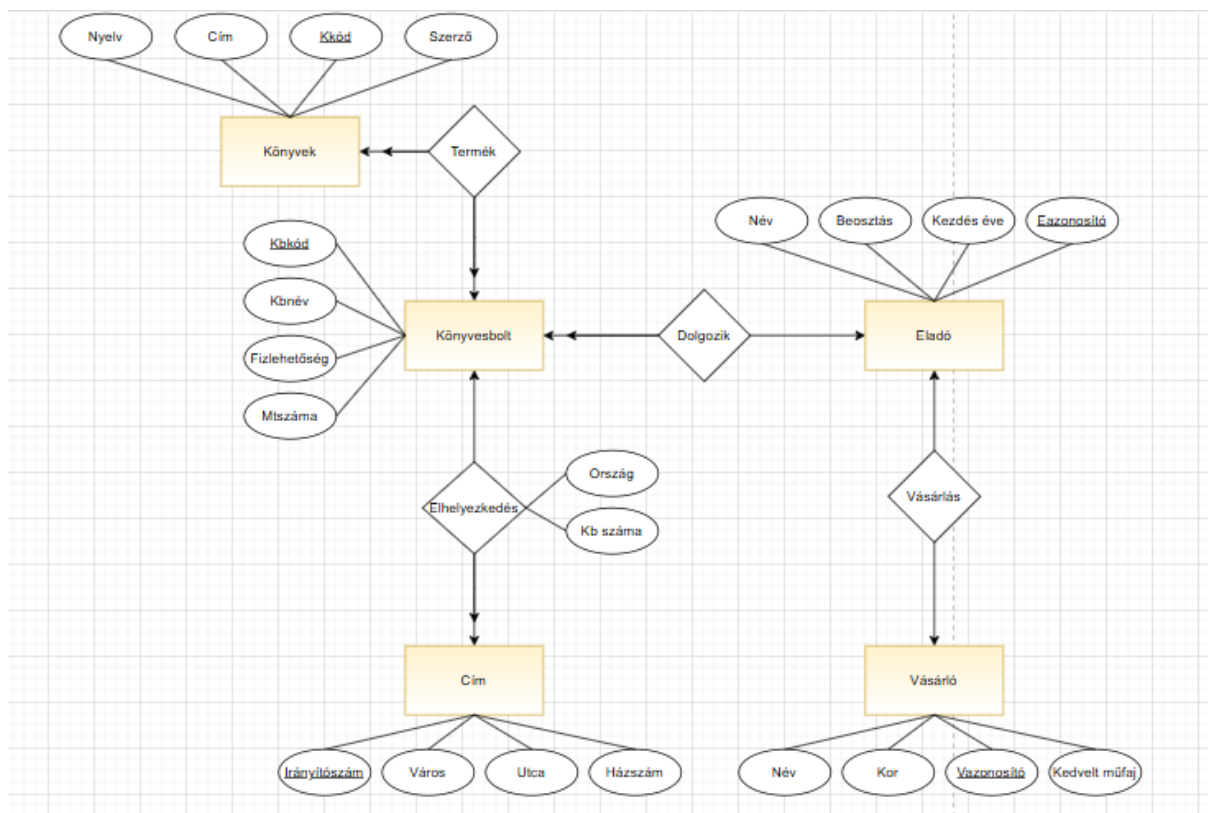 Nyelv
Cím
Kkód
Szerző
Könyvek
Termék
Kbkód
Kbnév
Fizlehetőség
Mtszáma
Könyvesbolt
Dolgozik
Név
Beosztás
Kezdés éve
Eazonosító
Eladó
Elhelyezkedés
Ország
Kb száma
Vásárlás
Cím
Irányítószám
Város
Utca
Házszám
Vásárló
Név
Kor
Vazonosító
Kedvelt műfaj